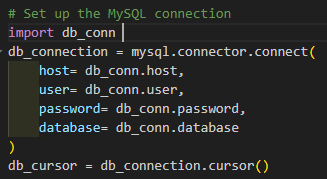 # Set up the MySQL connection
import db_conn
db_connection = mysql.connector.connect(
    host= db_conn.host,
    user= db_conn.user,
    password= db_conn.password,
    database= db_conn.database
)
db_cursor = db_connection.cursor()